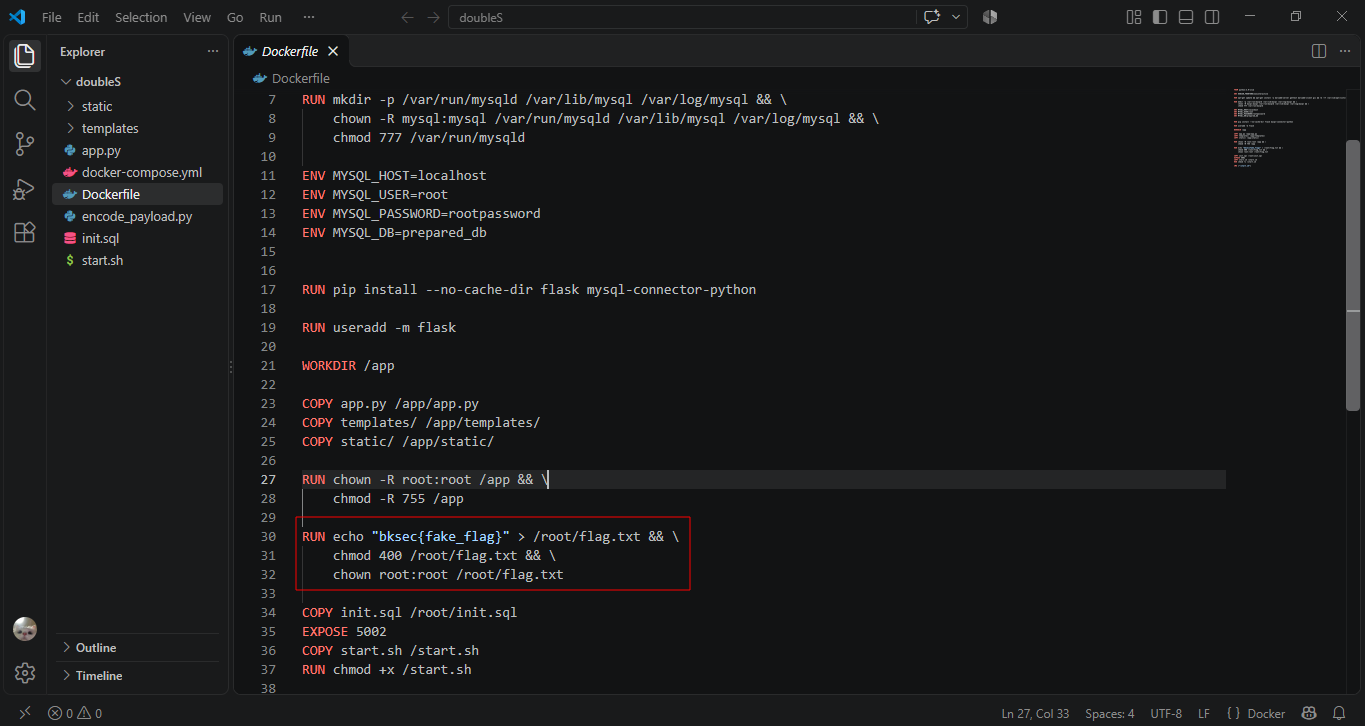 File Edit Selection View Go Run ··· doubleS
Explorer ···
doubleS
static
templates
app.py
docker-compose.yml
Dockerfile
encode_payload.py
init.sql
$ start.sh
Outline
Timeline
Dockerfile
Dockerfile
7 RUN mkdir -p /var/run/mysqld /var/lib/mysql /var/log/mysql && \
8 chown -R mysql:mysql /var/run/mysqld /var/lib/mysql /var/log/mysql && \
9 chmod 777 /var/run/mysqld
10
11 ENV MYSQL_HOST=localhost
12 ENV MYSQL_USER=root
13 ENV MYSQL_PASSWORD=rootpassword
14 ENV MYSQL_DB=prepared_db
15
16
17 RUN pip install --no-cache-dir flask mysql-connector-python
18
19 RUN useradd -m flask
20
21 WORKDIR /app
22
23 COPY app.py /app/app.py
24 COPY templates/ /app/templates/
25 COPY static/ /app/static/
26
27 RUN chown -R root:root /app && \
28 chmod -R 755 /app
29
30 RUN echo "bksec{fake_flag}" > /root/flag.txt && \
31 chmod 400 /root/flag.txt && \
32 chown root:root /root/flag.txt
33
34 COPY init.sql /root/init.sql
35 EXPOSE 5002
36 COPY start.sh /start.sh
37 RUN chmod +x /start.sh
38
0 0 Ln 27, Col 33 Spaces: 4 UTF-8 LF { } Docker